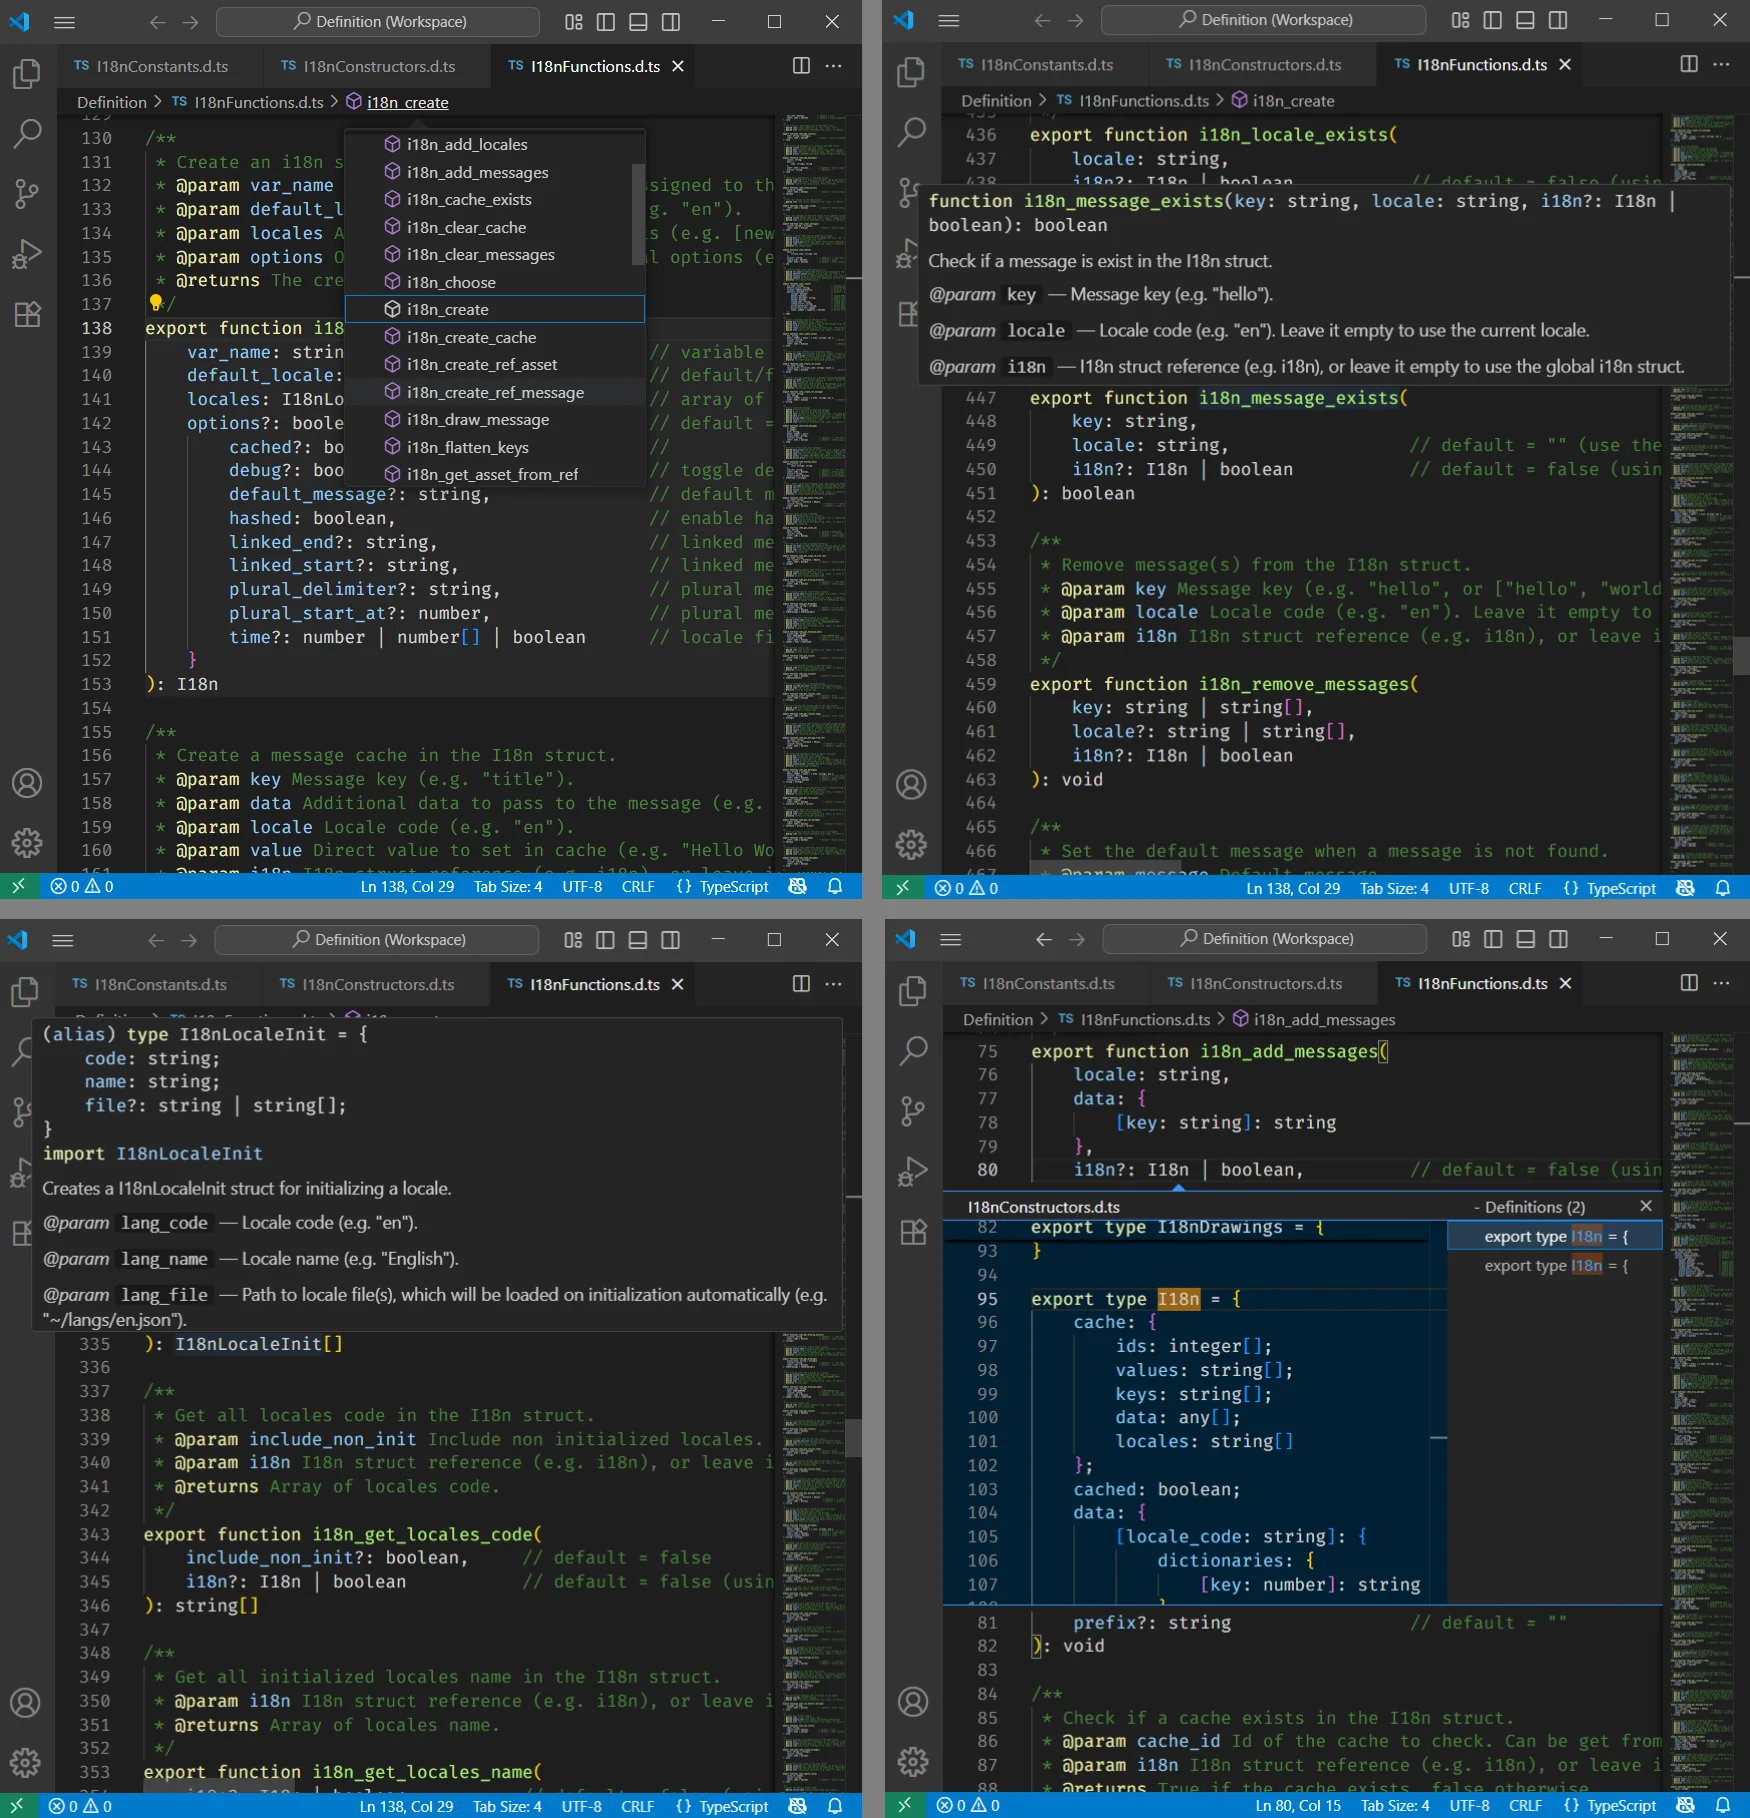 Definition (Workspace)
TS I18nConstants.d.ts
TS I18nConstructors.d.ts
TS I18nFunctions.d.ts
Definition > TS I18nFunctions.d.ts > i18n_create
129
130 /**
131 * Create an i18n s
132 * @param var_name
133 * @param default_l
134 * @param locales A
135 * @param options O
136 * @returns The cre
137 */
138 export function i18
139 var_name: strin // variable
140 default_locale: // default/f
141 locales: I18nLo // array of
142 options?: boole // default =
143 cached?: bo //
144 debug?: boo // toggle de
145 default_message?: string, // default m
146 hashed: boolean, // enable ha
147 linked_end?: string, // linked me
148 linked_start?: string, // linked me
149 plural_delimiter?: string, // plural me
150 plural_start_at?: number, // plural me
151 time?: number | number[] | boolean // locale fi
152 }
153 ): I18n
154
155 /**
156 * Create a message cache in the I18n struct.
157 * @param key Message key (e.g. "title").
158 * @param data Additional data to pass to the message (e.g.
159 * @param locale Locale code (e.g. "en").
160 * @param value Direct value to set in cache (e.g. "Hello Wo
161 * @param i18n I18n struct reference (e.g. i18n), or leave i
i18n_add_locales
i18n_add_messages
i18n_cache_exists
i18n_clear_cache
i18n_clear_messages
i18n_choose
i18n_create
i18n_create_cache
i18n_create_ref_asset
i18n_create_ref_message
i18n_draw_message
i18n_flatten_keys
i18n_get_asset_from_ref
ssigned to th
g. "en").
s (e.g. [new
l options (e
0 0 Ln 138, Col 29 Tab Size: 4 UTF-8 CRLF {} TypeScript
Definition (Workspace)
TS I18nConstants.d.ts
TS I18nConstructors.d.ts
TS I18nFunctions.d.ts
Definition > TS I18nFunctions.d.ts > i18n_create
435 */
436 export function i18n_locale_exists(
437 locale: string,
438 i18n?: I18n | boolean // default = false (usin
function i18n_message_exists(key: string, locale: string, i18n?: I18n |
boolean): boolean
Check if a message is exist in the I18n struct.
@param key — Message key (e.g. "hello").
@param locale — Locale code (e.g. "en"). Leave it empty to use the current locale.
@param i18n — I18n struct reference (e.g. i18n), or leave it empty to use the global i18n struct.
447 export function i18n_message_exists(
448 key: string,
449 locale: string, // default = "" (use the
450 i18n?: I18n | boolean // default = false (usin
451 ): boolean
452
453 /**
454 * Remove message(s) from the I18n struct.
455 * @param key Message key (e.g. "hello", or ["hello", "world
456 * @param locale Locale code (e.g. "en"). Leave it empty to
457 * @param i18n I18n struct reference (e.g. i18n), or leave i
458 */
459 export function i18n_remove_messages(
460 key: string | string[],
461 locale?: string | string[],
462 i18n?: I18n | boolean
463 ): void
464
465 /**
466 * Set the default message when a message is not found.
467 * @param message Default message
0 0 Ln 138, Col 29 Tab Size: 4 UTF-8 CRLF {} TypeScript
Definition (Workspace)
TS I18nConstants.d.ts
TS I18nConstructors.d.ts
TS I18nFunctions.d.ts
(alias) type I18nLocaleInit = {
code: string;
name: string;
file?: string | string[];
}
import I18nLocaleInit
Creates a I18nLocaleInit struct for initializing a locale.
@param lang_code — Locale code (e.g. "en").
@param lang_name — Locale name (e.g. "English").
@param lang_file — Path to locale file(s), which will be loaded on initialization automatically (e.g.
"~/langs/en.json").
335 ): I18nLocaleInit[]
336
337 /**
338 * Get all locales code in the I18n struct.
339 * @param include_non_init Include non initialized locales.
340 * @param i18n I18n struct reference (e.g. i18n), or leave i
341 * @returns Array of locales code.
342 */
343 export function i18n_get_locales_code(
344 include_non_init?: boolean, // default = false
345 i18n?: I18n | boolean // default = false (usin
346 ): string[]
347
348 /**
349 * Get all initialized locales name in the I18n struct.
350 * @param i18n I18n struct reference (e.g. i18n), or leave i
351 * @returns Array of locales name.
352 */
353 export function i18n_get_locales_name(
0 0 Ln 138, Col 29 Tab Size: 4 UTF-8 CRLF {} TypeScript
Definition (Workspace)
TS I18nConstants.d.ts
TS I18nConstructors.d.ts
TS I18nFunctions.d.ts
Definition > TS I18nFunctions.d.ts > i18n_add_messages
75 export function i18n_add_messages(
76 locale: string,
77 data: {
78 [key: string]: string
79 },
80 i18n?: I18n | boolean, // default = false (usin
I18nConstructors.d.ts - Definitions (2)
82 export type I18nDrawings = {
93 }
94
95 export type I18n = {
96 cache: {
97 ids: integer[];
98 values: string[];
99 keys: string[];
100 data: any[];
101 locales: string[]
102 };
103 cached: boolean;
104 data: {
105 [locale_code: string]: {
106 dictionaries: {
107 [key: number]: string
export type I18n = {
export type I18n = {
81 prefix?: string // default = ""
82 ): void
83
84 /**
85 * Check if a cache exists in the I18n struct.
86 * @param cache_id Id of the cache to check. Can be get from
87 * @param i18n I18n struct reference (e.g. i18n), or leave i
88 * @returns True if the cache exists, false otherwise
0 0 Ln 80, Col 15 Tab Size: 4 UTF-8 CRLF {} TypeScript